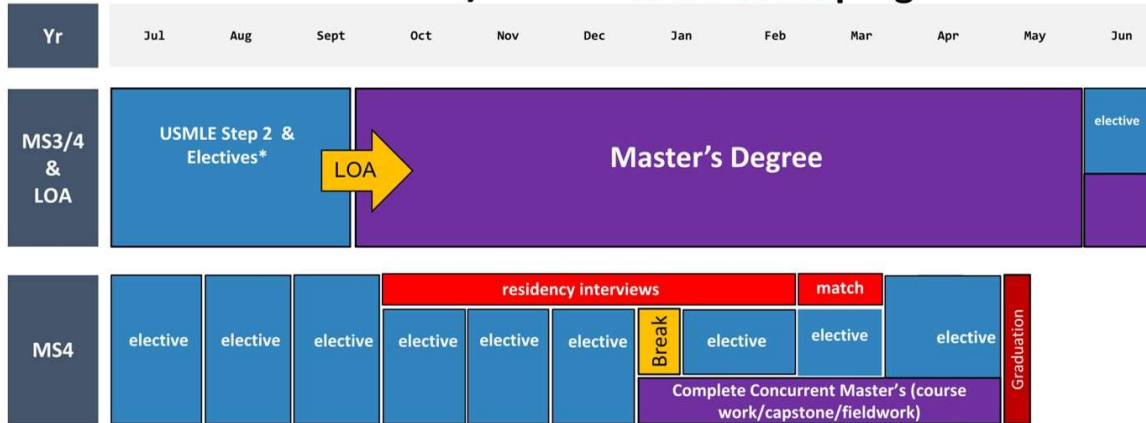 Yr Jul Aug Sept Oct Nov Dec Jan Feb Mar Apr May Jun
MS3/4
&
LOA
USMLE Step 2 &
Electives*
LOA
Master's Degree
elective
MS4
residency interviews
match
elective
elective
elective
elective
elective
elective
Break
elective
elective
elective
Graduation
Complete Concurrent Master's (course
work/capstone/fieldwork)